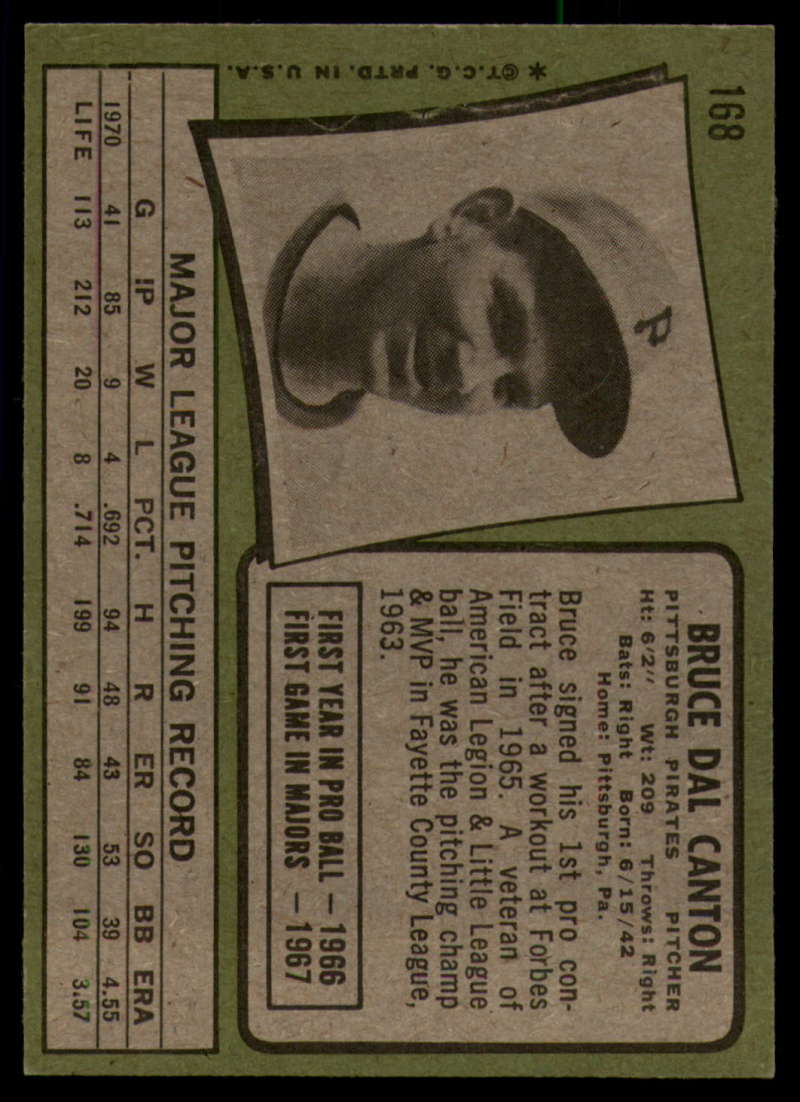 168
P
*©T.C.G. PRTD. IN U.S.A.
BRUCE DAL CANTON
PITTSBURGH PIRATES PITCHER
Ht: 6'2" Wt: 209 Throws: Right
Bats: Right Born: 6/15/42
Home: Pittsburgh, Pa.
Bruce signed his 1st pro con-
tract after a workout at Forbes
Field in 1965. A veteran of
American Legion & Little League
ball, he was the pitching champ
& MVP in Fayette County League,
1963.
FIRST YEAR IN PRO BALL — 1966
FIRST GAME IN MAJORS — 1967
MAJOR LEAGUE PITCHING RECORD
G IP W L PCT. H R ER SO BB ERA
1970 41 85 9 4 .692 94 48 43 53 39 4.55
LIFE 113 212 20 8 .714 199 91 84 130 104 3.57